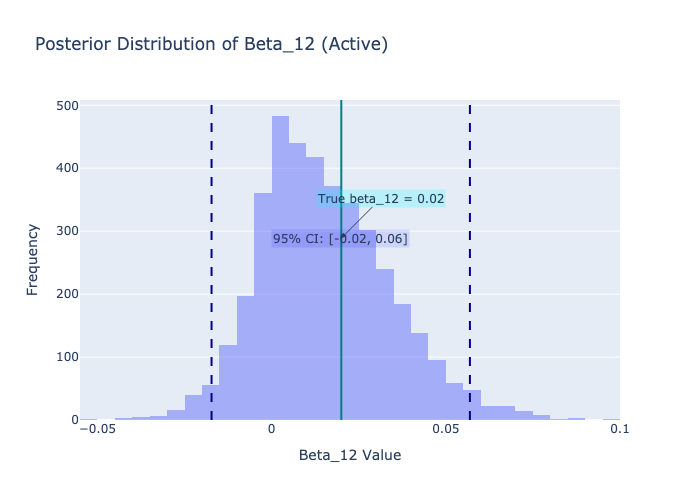 Posterior Distribution of Beta_12 (Active)
500
400
300
200
100
0
Frequency
True beta_12 = 0.02
95% CI: [-0.02, 0.06]
−0.05
0
0.05
0.1
Beta_12 Value